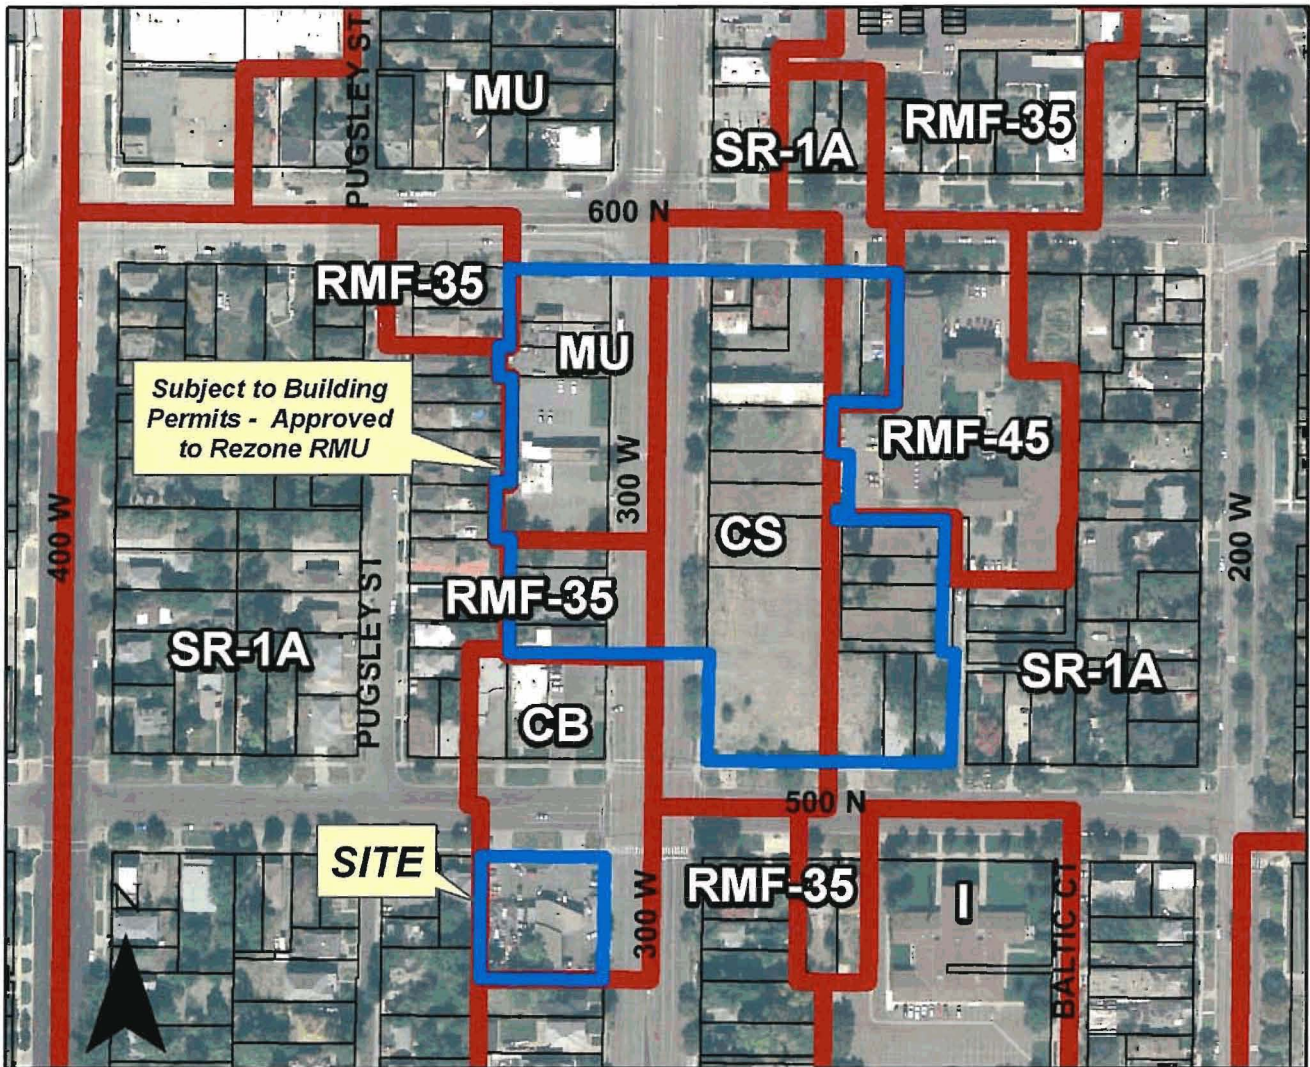 PUGSLEY ST
MU
SR-1A
RMF-35
600 N
RMF-35
MU
Subject to Building
Permits - Approved
to Rezone RMU
RMF-45
300 W
CS
400 W
200 W
PUGSLEY ST
RMF-35
SR-1A
SR-1A
CB
500 N
SITE
RMF-35
I
300 W
BALTIC CT
N